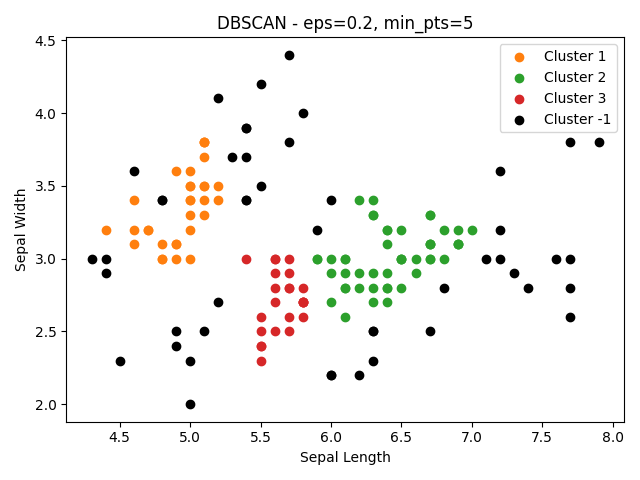 DBSCAN - eps=0.2, min_pts=5
Cluster 1
Cluster 2
Cluster 3
Cluster -1
Sepal Width
4.5
4.0
3.5
3.0
2.5
2.0
4.5 5.0 5.5 6.0 6.5 7.0 7.5 8.0
Sepal Length